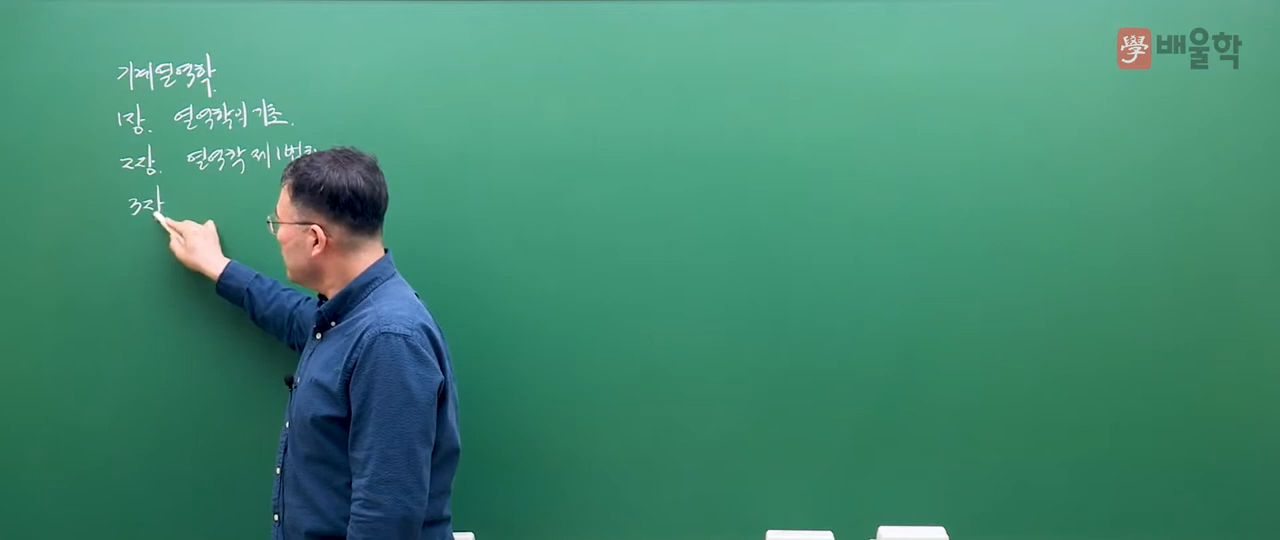 기계열역학
1장. 열역학의 기초.
2장. 열역학 제1법칙
3장
學 배울학